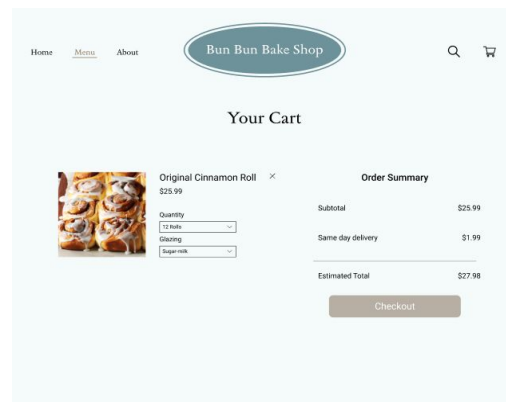 Home Menu About Bun Bun Bake Shop
Your Cart
Original Cinnamon Roll
$25.99
Quantity
12 Rolls
Glazing
Sugar-milk
Order Summary
Subtotal $25.99
Same day delivery $1.99
Estimated Total $27.98
Checkout